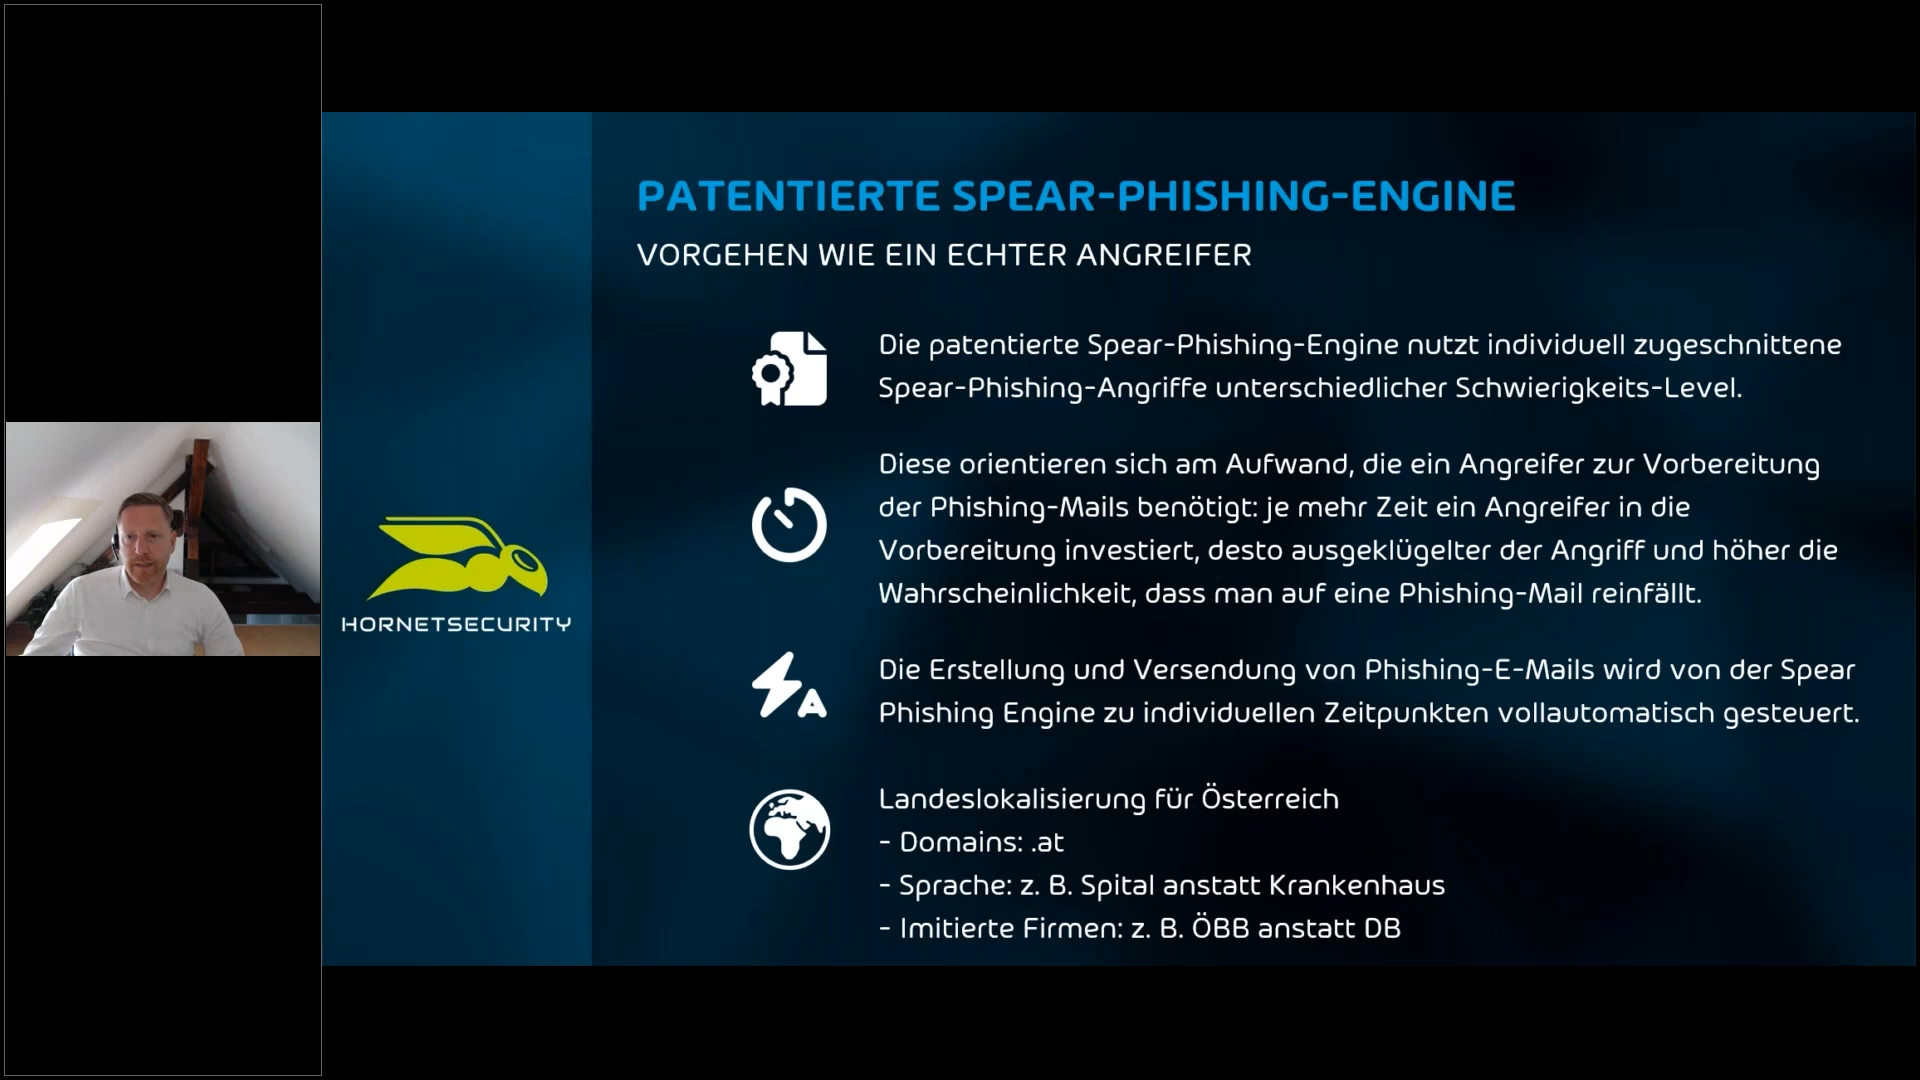 PATENTIERTE SPEAR-PHISHING-ENGINE
VORGEHEN WIE EIN ECHTER ANGREIFER
Die patentierte Spear-Phishing-Engine nutzt individuell zugeschnittene
Spear-Phishing-Angriffe unterschiedlicher Schwierigkeits-Level.
Diese orientieren sich am Aufwand, die ein Angreifer zur Vorbereitung
der Phishing-Mails benötigt: je mehr Zeit ein Angreifer in die
Vorbereitung investiert, desto ausgeklügelter der Angriff und höher die
Wahrscheinlichkeit, dass man auf eine Phishing-Mail reinfällt.
HORNETSECURITY
Die Erstellung und Versendung von Phishing-E-Mails wird von der Spear
Phishing Engine zu individuellen Zeitpunkten vollautomatisch gesteuert.
A
Landeslokalisierung für Österreich
- Domains: .at
- Sprache: z. B. Spital anstatt Krankenhaus
- Imitierte Firmen: z. B. ÖBB anstatt DB